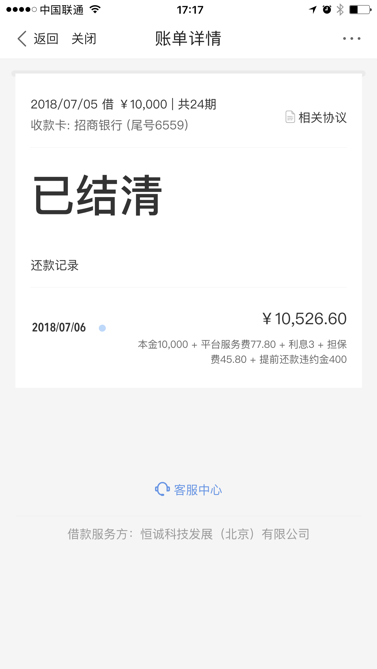 中国联通 17:17
返回 关闭 账单详情
2018/07/05 借 ¥10,000 | 共24期
收款卡: 招商银行 (尾号6559)
相关协议
已结清
还款记录
2018/07/06 ¥10,526.60
本金10,000 + 平台服务费77.80 + 利息3 + 担保
费45.80 + 提前还款违约金400
客服中心
借款服务方：恒诚科技发展（北京）有限公司